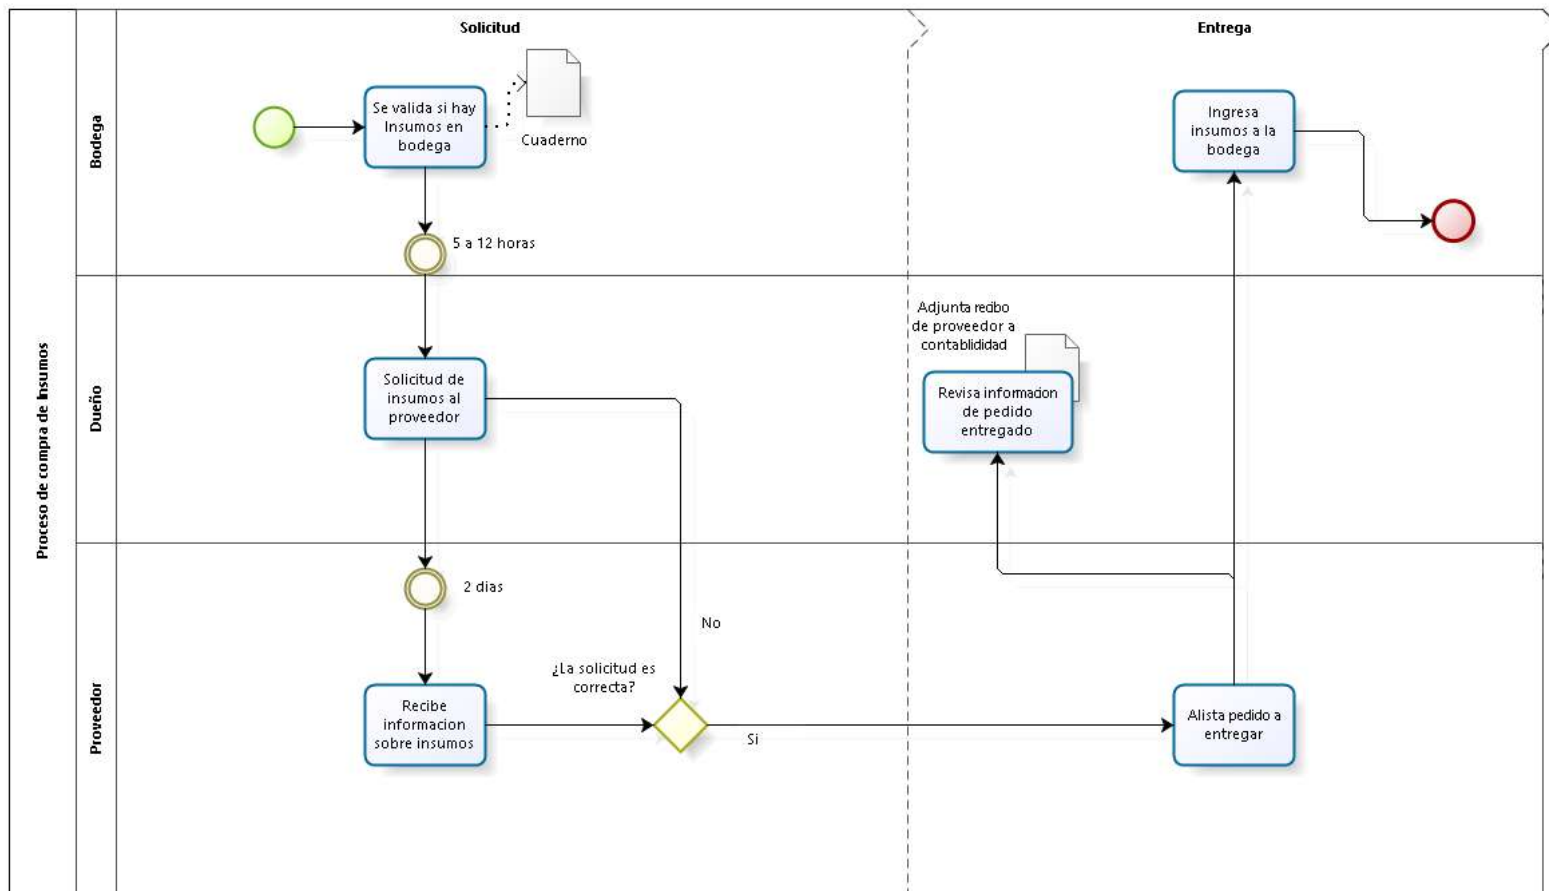 Solicitud
Entrega
Proceso de compra de Insumos
Bodega
Se valida si hay
Insumos en
bodega
Cuaderno
5 a 12 horas
Ingresa
insumos a la
bodega
Dueño
Solicitud de
insumos al
proveedor
Adjunta recibo
de proveedor a
contablididad
Revisa informacion
de pedido
entregado
Proveedor
2 dias
No
¿La solicitud es
correcta?
Recibe
informacion
sobre insumos
Si
Alista pedido a
entregar